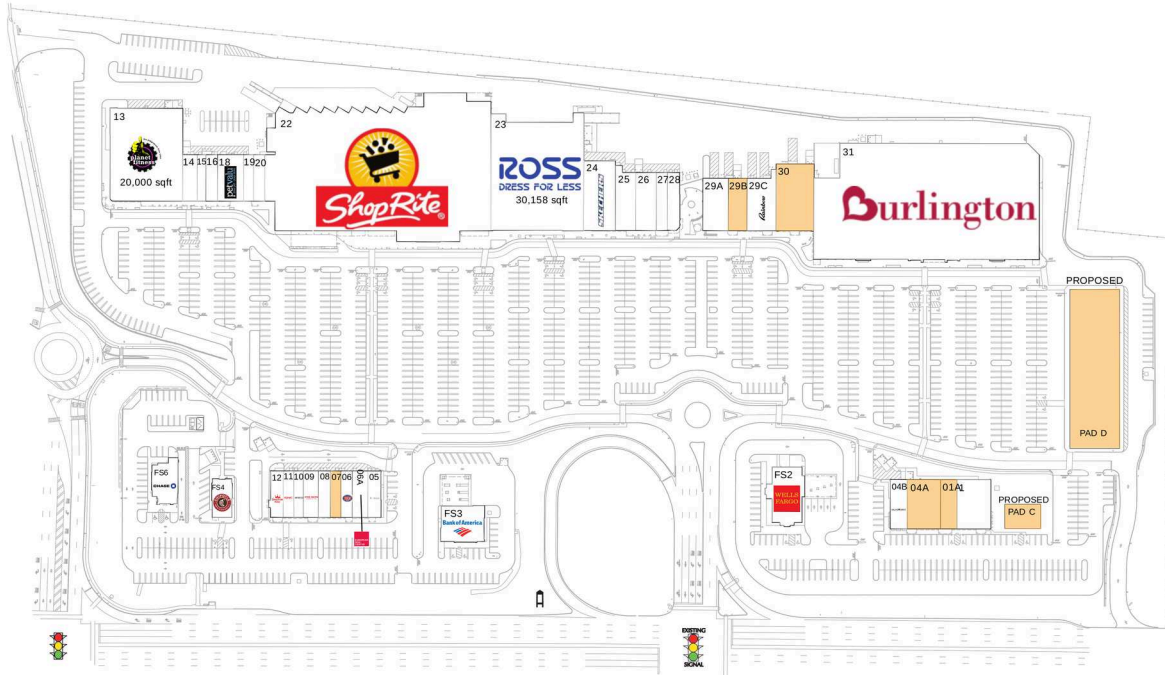 13
planet fitness
20,000 sqft
14
15
16
18
petvalu
19
20
22
ShopRite
23
ROSS
DRESS FOR LESS
30,158 sqft
24
SKECHERS
25
26
27
28
29A
29B
29C
Rainbow
30
31
Burlington
PROPOSED
PAD D
FS6
CHASE
FS4
12
11
10
09
08
07
06
06A
05
FS3
Bank of America
FS2
WELLS
FARGO
04B
04A
01A
1
PROPOSED
PAD C
EXISTING
SIGNAL